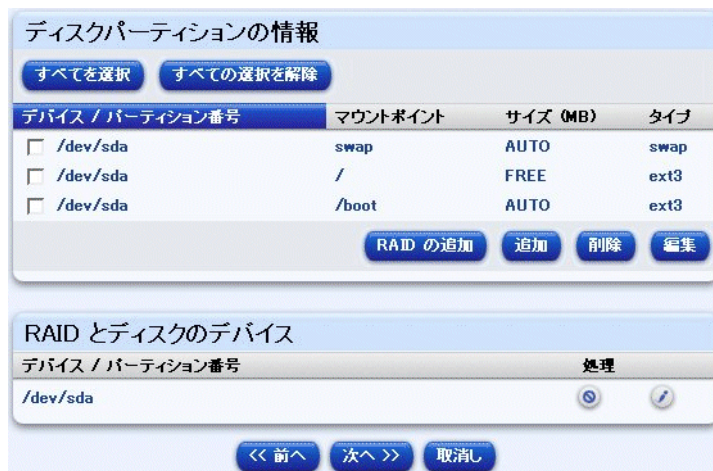 ディスクパーティションの情報
すべてを選択 すべての選択を解除
デバイス / パーティション番号 マウントポイント サイズ (MB) タイプ
/dev/sda swap AUTO swap
/dev/sda / FREE ext3
/dev/sda /boot AUTO ext3
RAID の追加 追加 削除 編集
RAID とディスクのデバイス
デバイス / パーティション番号 処理
/dev/sda
<< 前へ 次へ >> 取消し